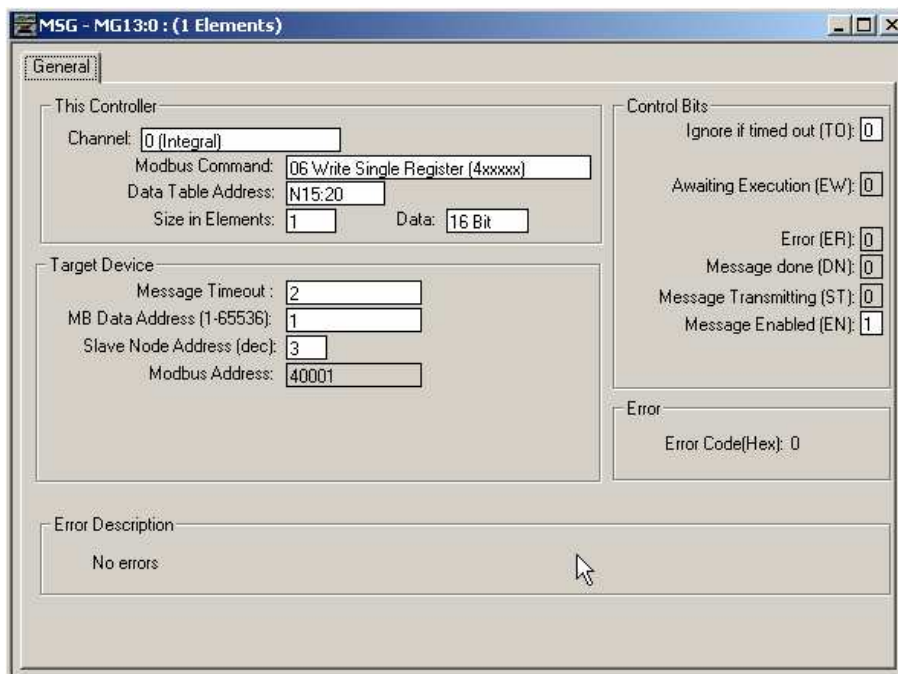 MSG - MG13:0 : (1 Elements)
General
This Controller
Channel: 0 (Integral)
Modbus Command: 06 Write Single Register (4xxxxx)
Data Table Address: N15:20
Size in Elements: 1 Data: 16 Bit
Target Device
Message Timeout : 2
MB Data Address (1-65536): 1
Slave Node Address (dec): 3
Modbus Address: 40001
Control Bits
Ignore if timed out (TO): 0
Awaiting Execution (EW): 0
Error (ER): 0
Message done (DN): 0
Message Transmitting (ST): 0
Message Enabled (EN): 1
Error
Error Code(Hex): 0
Error Description
No errors